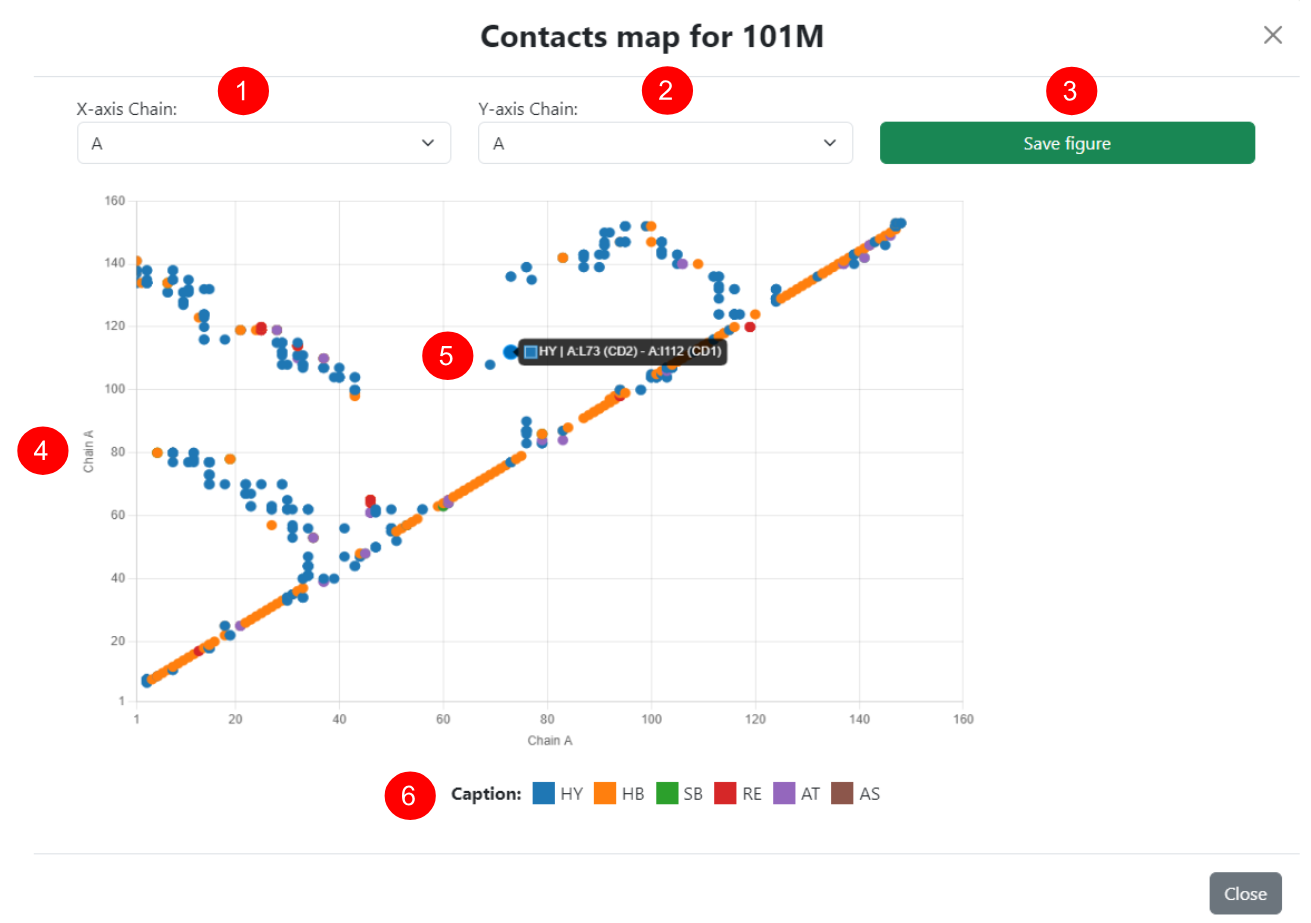 Contacts map for 101M
1
2
3
X-axis Chain:
Y-axis Chain:
A
A
Save figure
160
140
120
5
HY | A:L73 (CD2) - A:I112 (CD1)
100
4
Chain A
80
60
40
20
1
1 20 40 60 80 100 120 140 160
Chain A
6
Caption: HY HB SB RE AT AS
Close